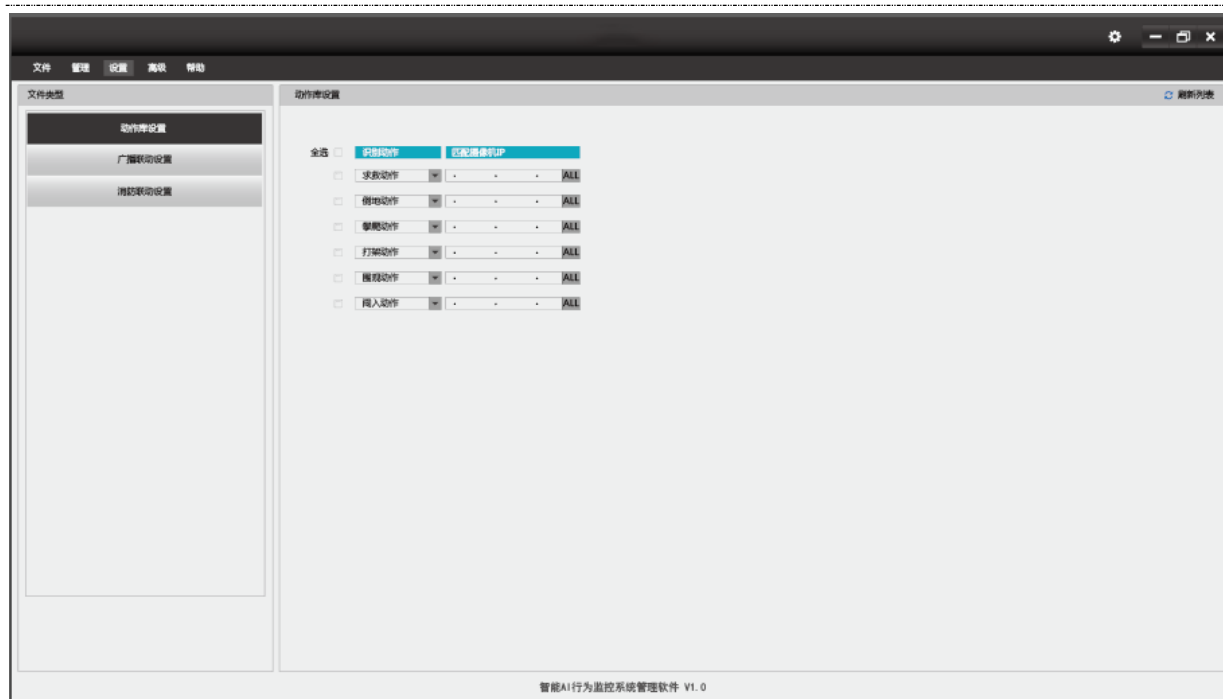 文件 管理 设置 高级 帮助
文件类型
动作库设置
广播联动设置
消防联动设置
动作库设置
刷新列表
全选 识别动作 匹配摄像机IP
求救动作 ALL
倒地动作 ALL
攀爬动作 ALL
打架动作 ALL
围观动作 ALL
闯入动作 ALL
智能AI行为监控系统管理软件 V1.0